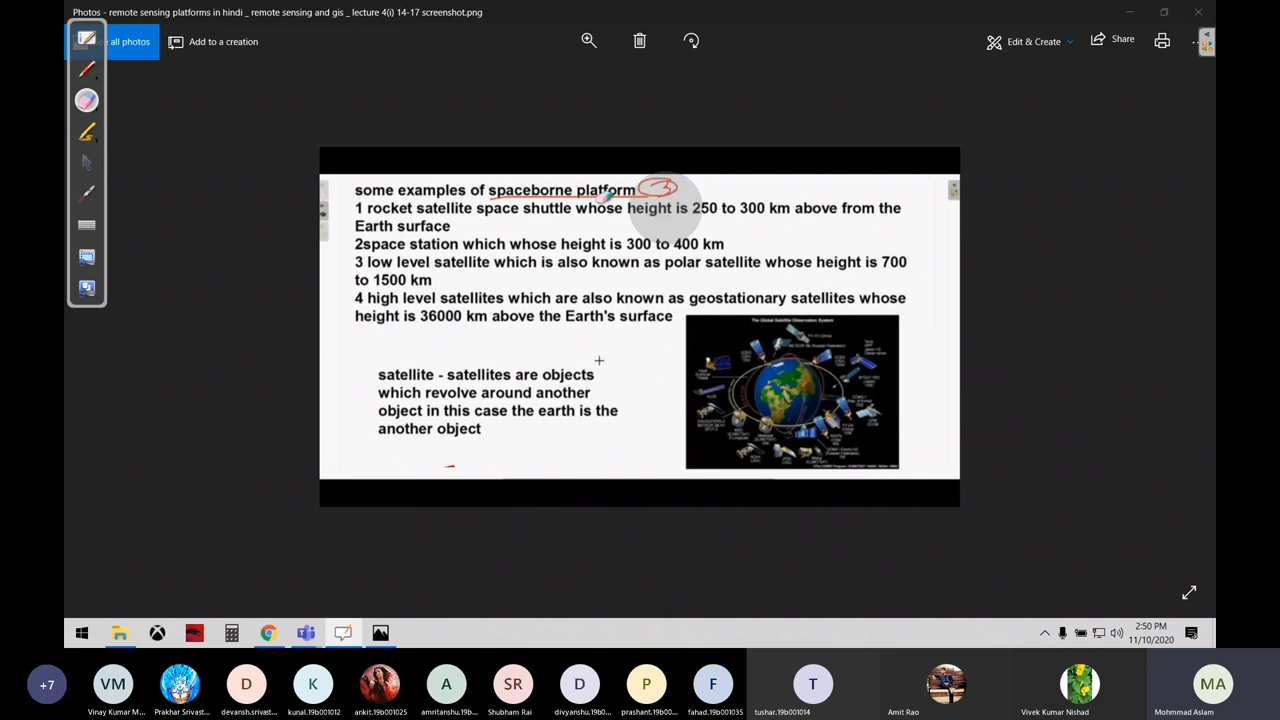 Photos - remote sensing platforms in hindi _ remote sensing and gis _ lecture 4(i) 14-17 screenshot.png
all photos
Add to a creation
Edit & Create
Share
some examples of spaceborne platform 3
1 rocket satellite space shuttle whose height is 250 to 300 km above from the
Earth surface
2space station which whose height is 300 to 400 km
3 low level satellite which is also known as polar satellite whose height is 700
to 1500 km
4 high level satellites which are also known as geostationary satellites whose
height is 36000 km above the Earth's surface
The Global Satellite Observation System
satellite - satellites are objects
which revolve around another
object in this case the earth is the
another object
2:50 PM
11/10/2020
+7
VM
D
K
A
SR
D
P
F
T
MA
Vinay Kumar M...
Prakhar Srivast...
devansh.srivast...
kunal.19b001012
ankit.19b001025
amritanshu.19b...
Shubham Rai
divyanshu.19b0...
prashant.19b00...
fahad.19b001035
tushar.19b001014
Amit Rao
Vivek Kumar Nishad
Mohmmad Aslam